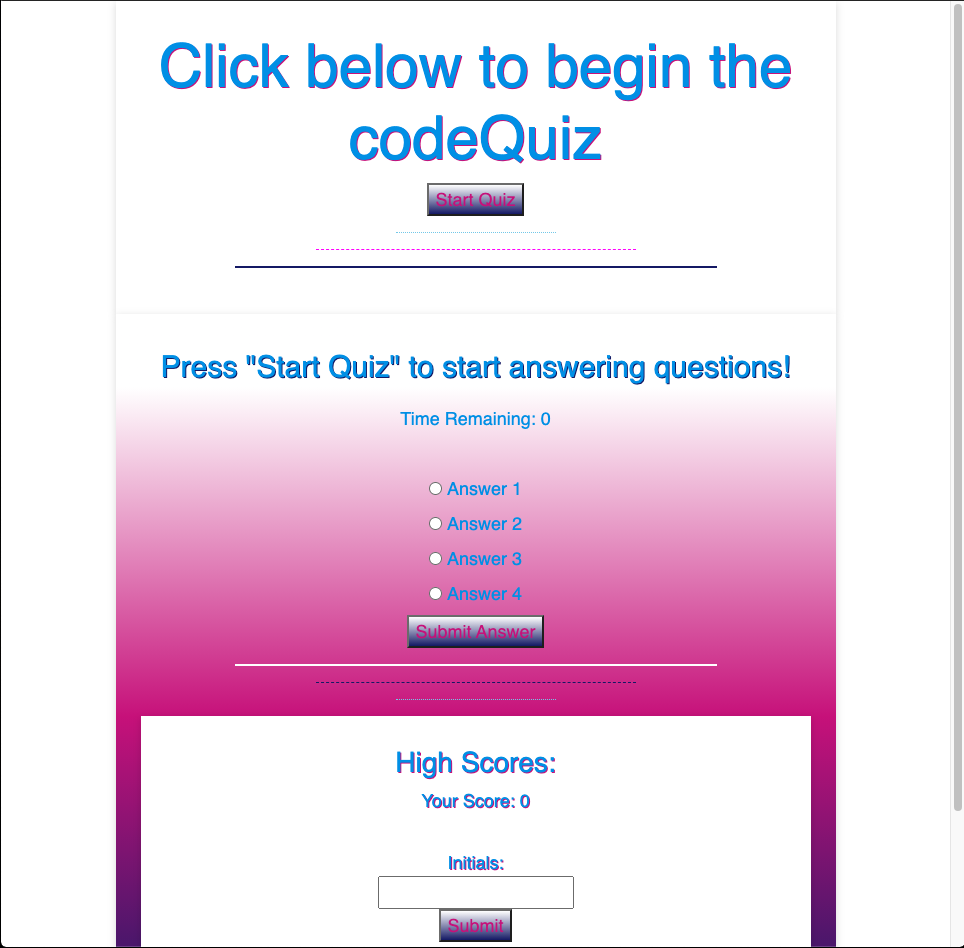 Click below to begin the
codeQuiz
Start Quiz
Press "Start Quiz" to start answering questions!
Time Remaining: 0
Answer 1
Answer 2
Answer 3
Answer 4
Submit Answer
High Scores:
Your Score: 0
Initials:
Submit